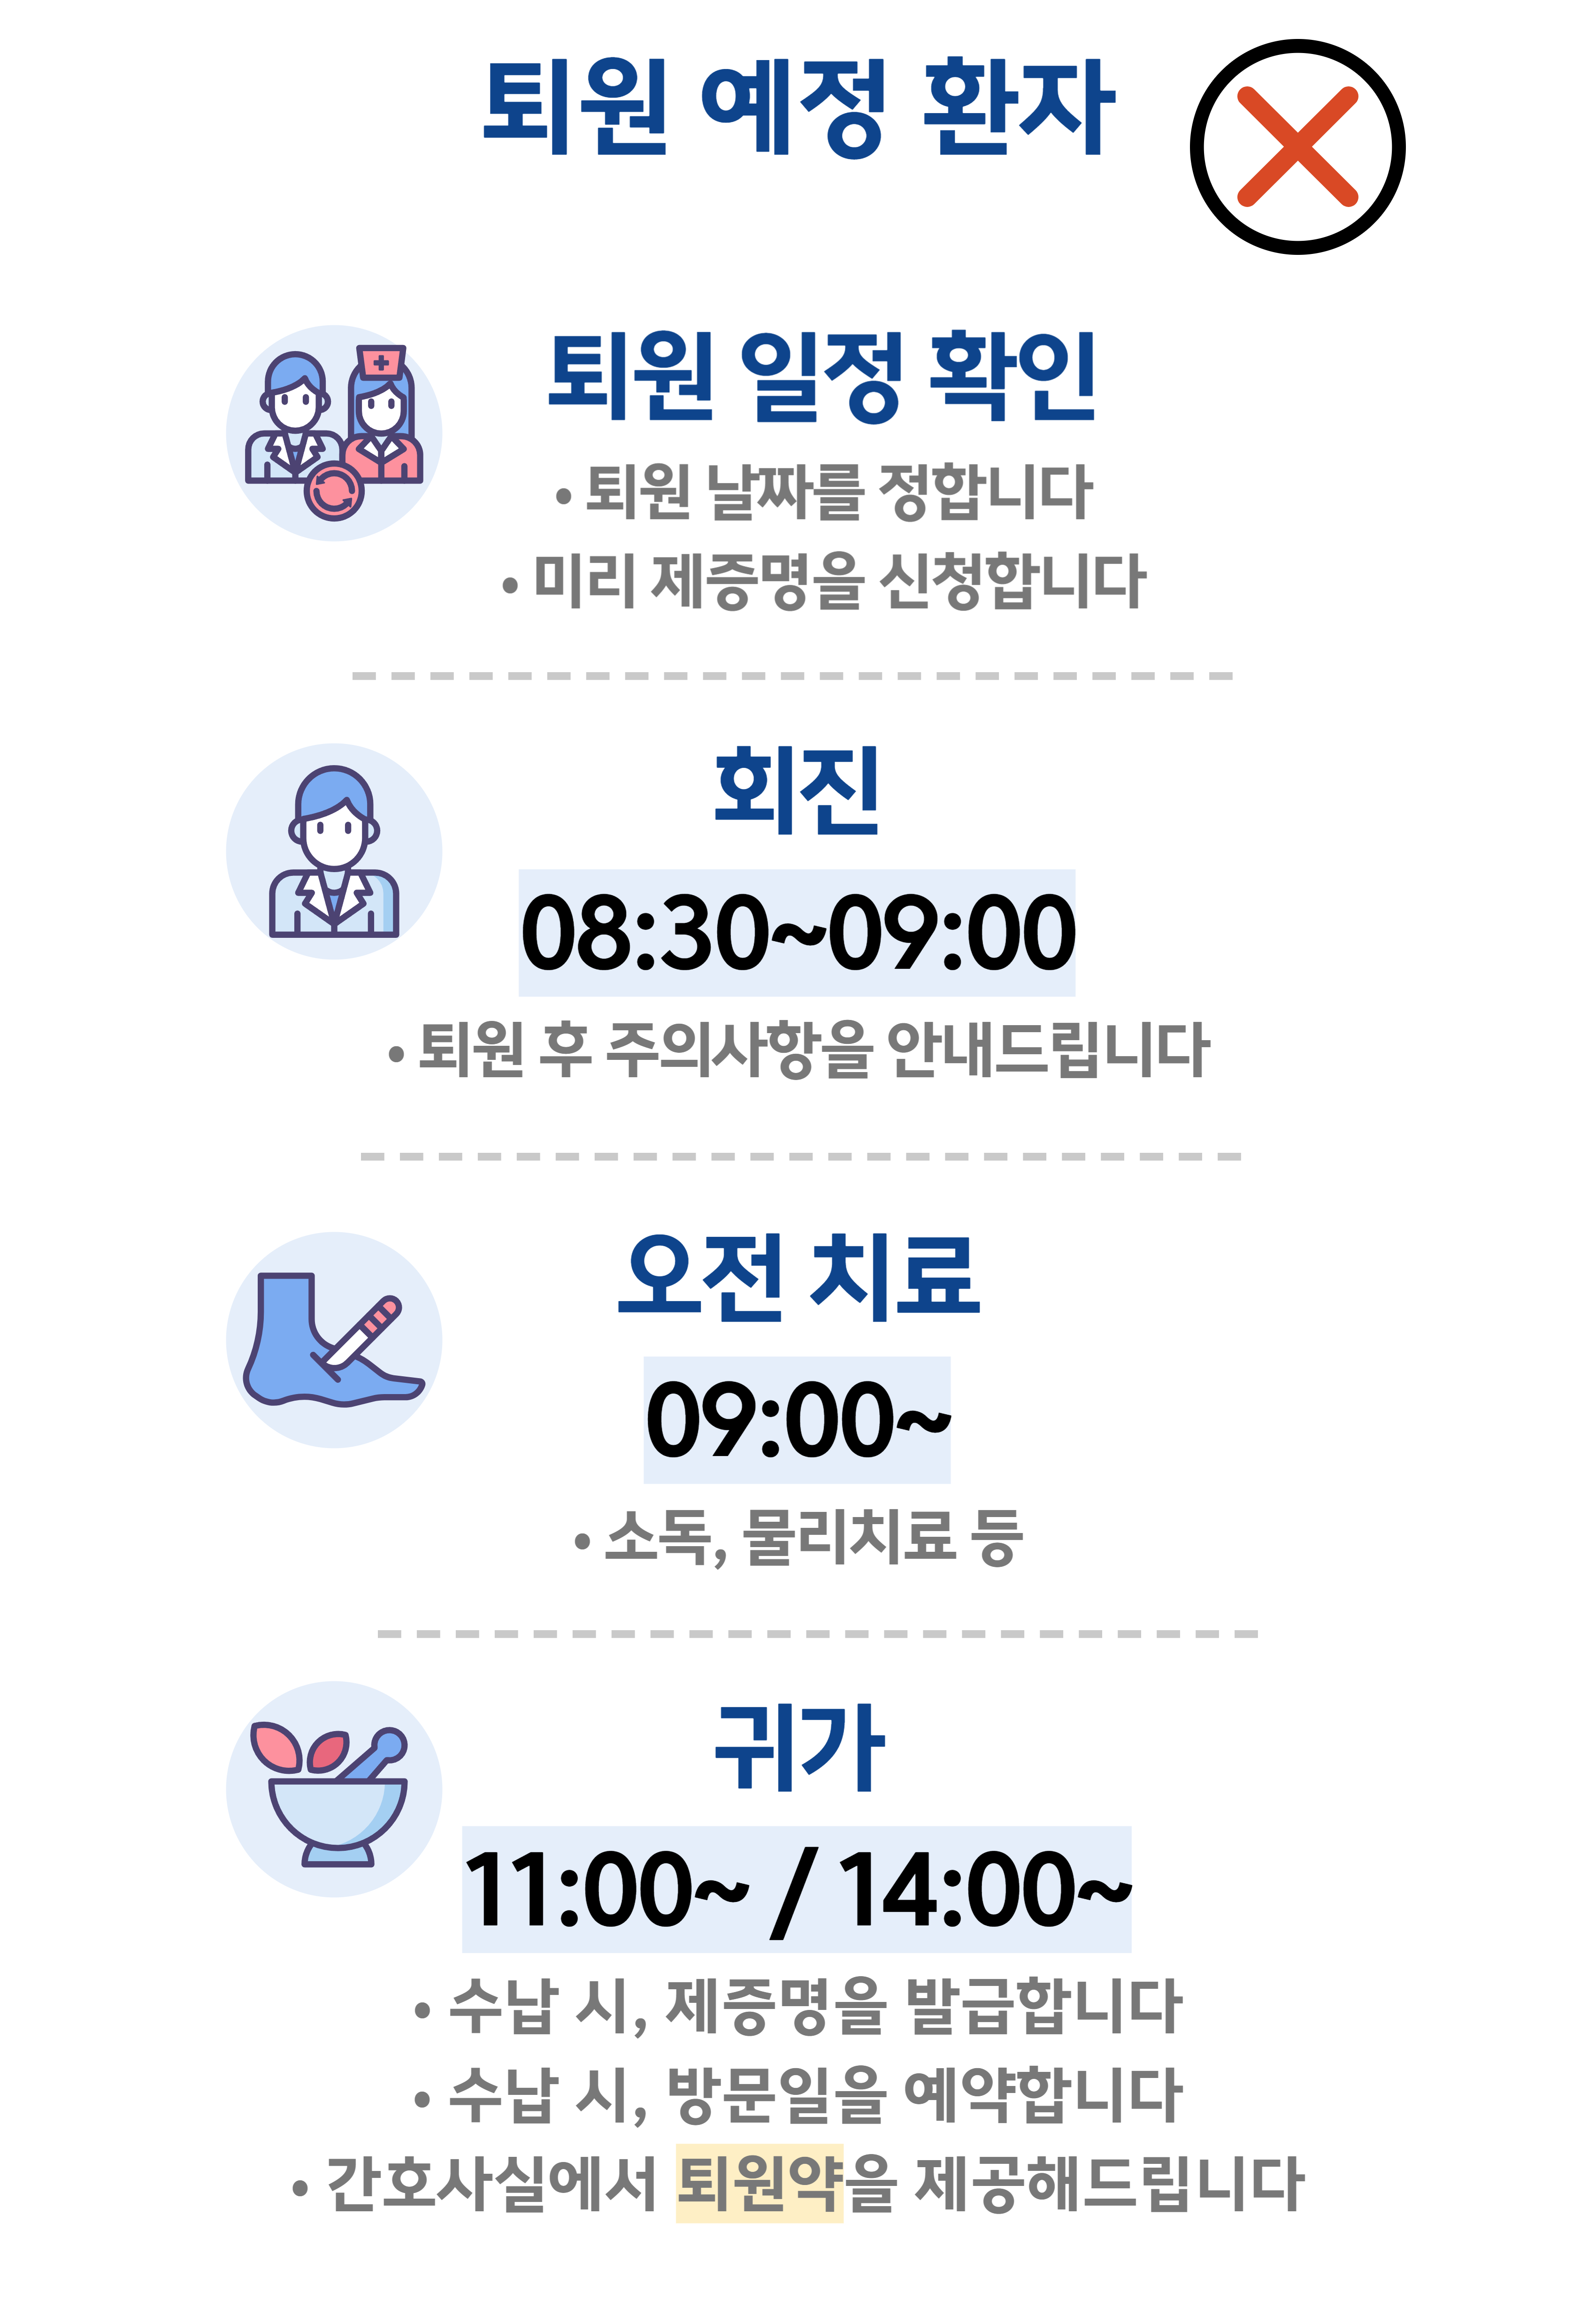 퇴원 예정 환자
퇴원 일정 확인
• 퇴원 날짜를 정합니다
• 미리 제증명을 신청합니다
회진
08:30~09:00
• 퇴원 후 주의사항을 안내드립니다
오전 치료
09:00~
• 소독, 물리치료 등
귀가
11:00~ / 14:00~
• 수납 시, 제증명을 발급합니다
• 수납 시, 방문일을 예약합니다
• 간호사실에서 퇴원약을 제공해드립니다